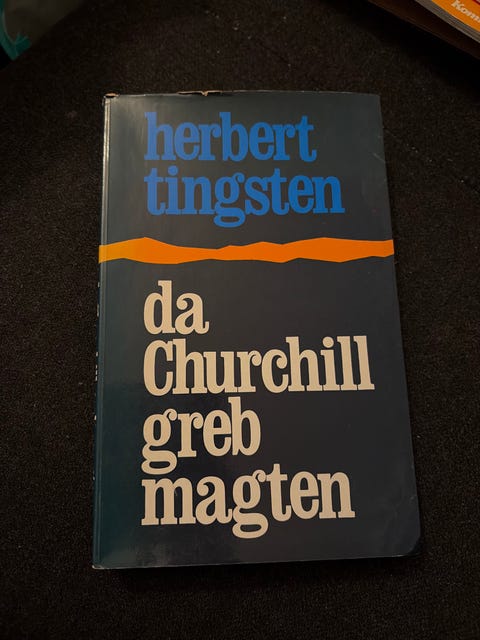 herbert
tingsten
da
Churchill
greb
magten